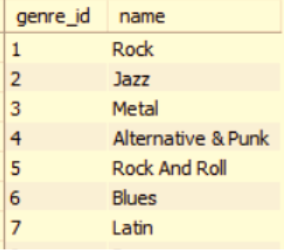 genre_id name
1 Rock
2 Jazz
3 Metal
4 Alternative & Punk
5 Rock And Roll
6 Blues
7 Latin